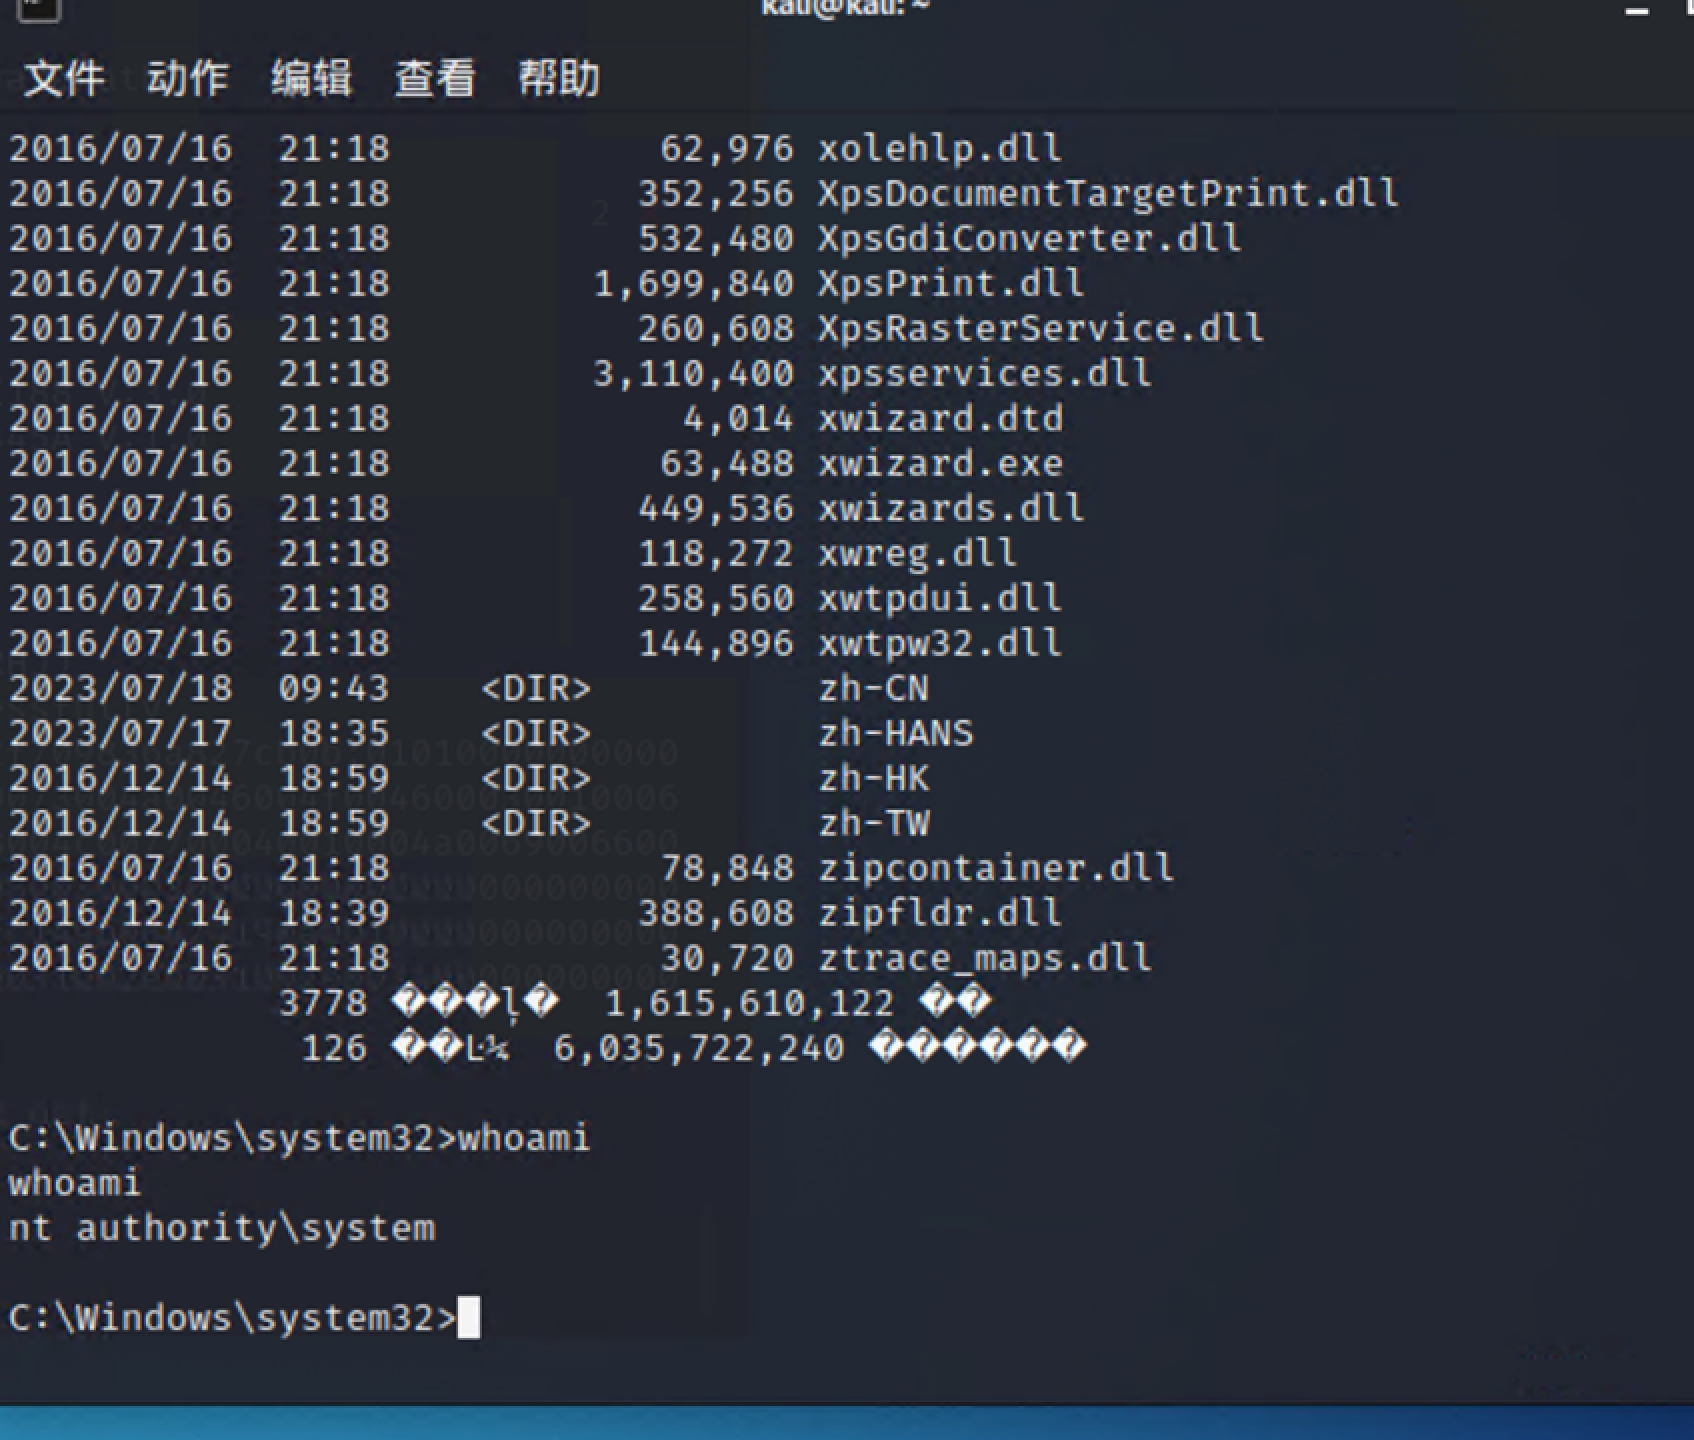 kali@kali: ~
文件 动作 编辑 查看 帮助
2016/07/16 21:18 62,976 xolehlp.dll
2016/07/16 21:18 352,256 XpsDocumentTargetPrint.dll
2016/07/16 21:18 532,480 XpsGdiConverter.dll
2016/07/16 21:18 1,699,840 XpsPrint.dll
2016/07/16 21:18 260,608 XpsRasterService.dll
2016/07/16 21:18 3,110,400 xpsservices.dll
2016/07/16 21:18 4,014 xwizard.dtd
2016/07/16 21:18 63,488 xwizard.exe
2016/07/16 21:18 449,536 xwizards.dll
2016/07/16 21:18 118,272 xwreg.dll
2016/07/16 21:18 258,560 xwtpdui.dll
2016/07/16 21:18 144,896 xwtpw32.dll
2023/07/18 09:43 <DIR> zh-CN
2023/07/17 18:35 <DIR> zh-HANS
2016/12/14 18:59 <DIR> zh-HK
2016/12/14 18:59 <DIR> zh-TW
2016/07/16 21:18 78,848 zipcontainer.dll
2016/12/14 18:39 388,608 zipfldr.dll
2016/07/16 21:18 30,720 ztrace_maps.dll
3778 ���ļ� 1,615,610,122 ��
126 ��Ŀ¼ 6,035,722,240 ������
C:\Windows\system32>whoami
whoami
nt authority\system
C:\Windows\system32>